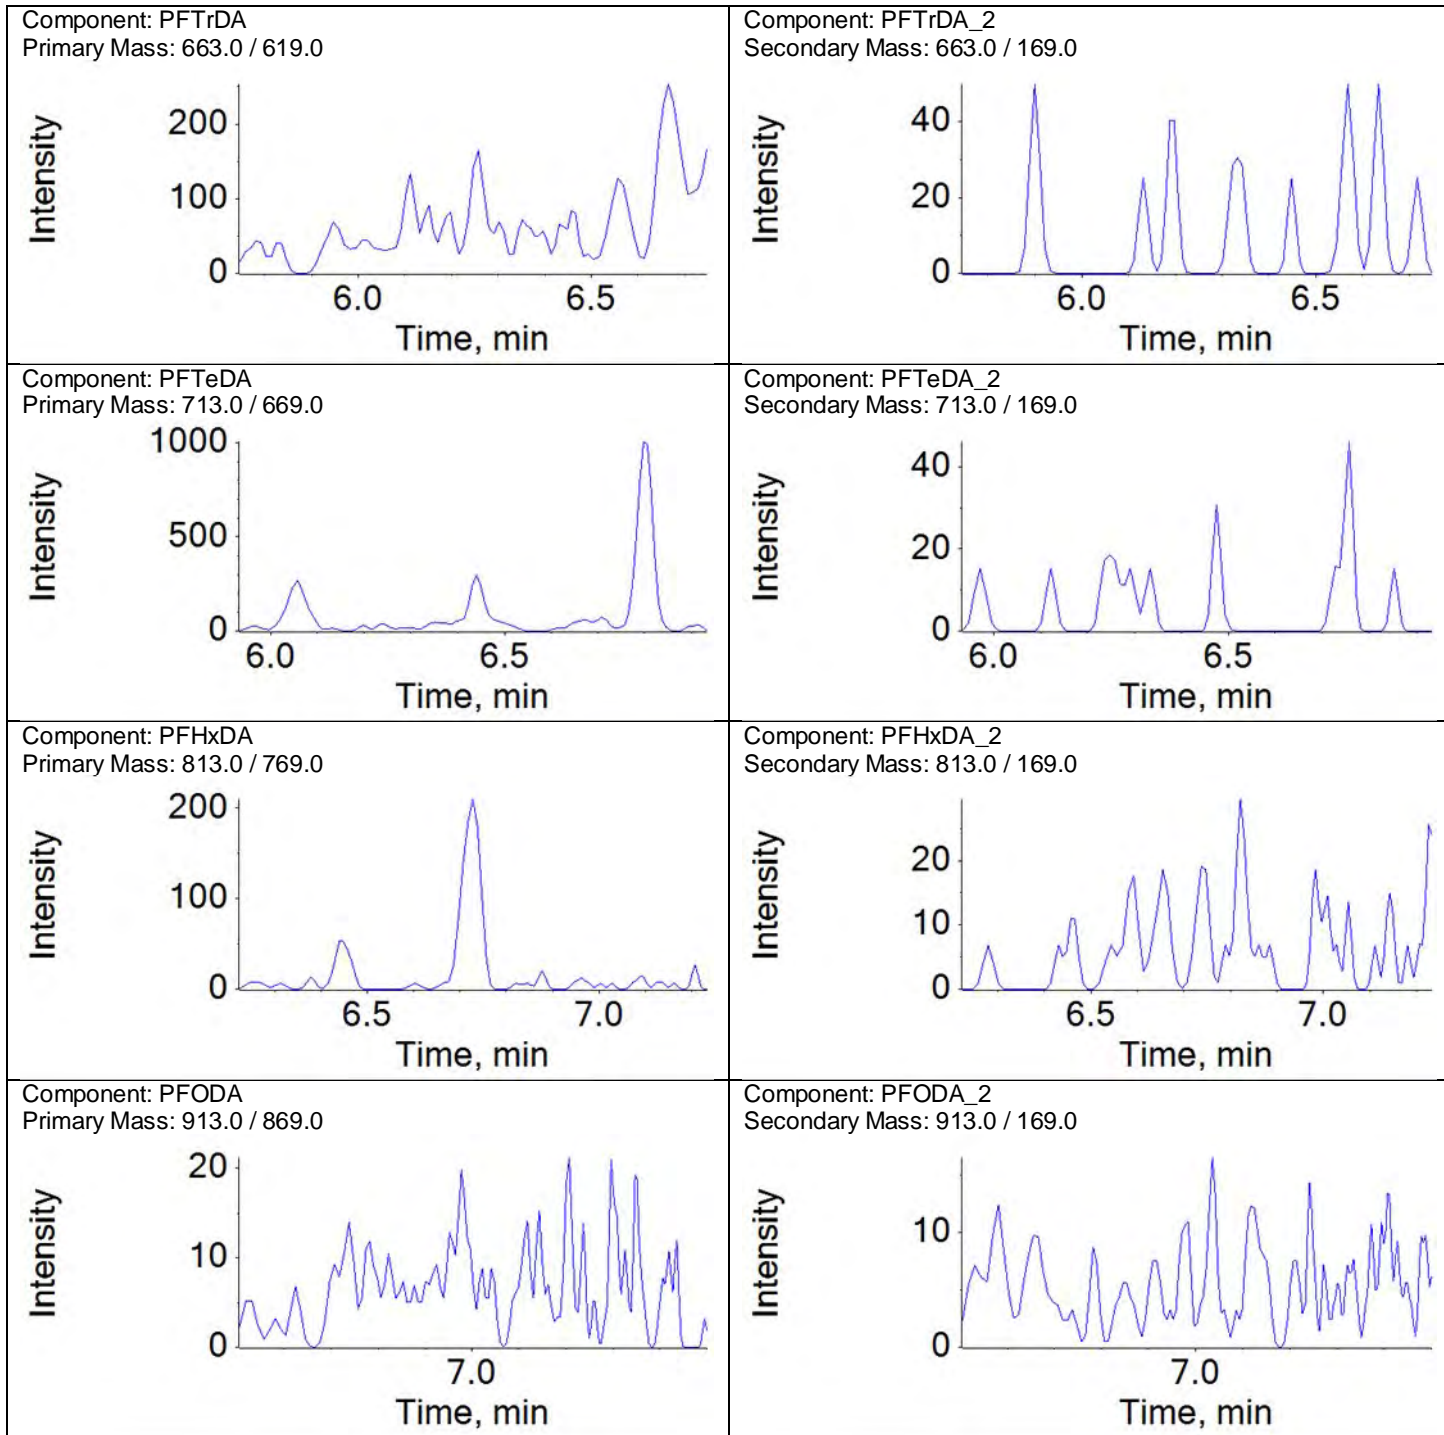 Component: PFTrDA
Primary Mass: 663.0 / 619.0
Intensity
200
100
0
6.0 6.5
Time, min
Component: PFTrDA_2
Secondary Mass: 663.0 / 169.0
Intensity
40
20
0
6.0 6.5
Time, min
Component: PFTeDA
Primary Mass: 713.0 / 669.0
Intensity
1000
500
0
6.0 6.5
Time, min
Component: PFTeDA_2
Secondary Mass: 713.0 / 169.0
Intensity
40
20
0
6.0 6.5
Time, min
Component: PFHxDA
Primary Mass: 813.0 / 769.0
Intensity
200
100
0
6.5 7.0
Time, min
Component: PFHxDA_2
Secondary Mass: 813.0 / 169.0
Intensity
20
10
0
6.5 7.0
Time, min
Component: PFODA
Primary Mass: 913.0 / 869.0
Intensity
20
10
0
7.0
Time, min
Component: PFODA_2
Secondary Mass: 913.0 / 169.0
Intensity
10
0
7.0
Time, min